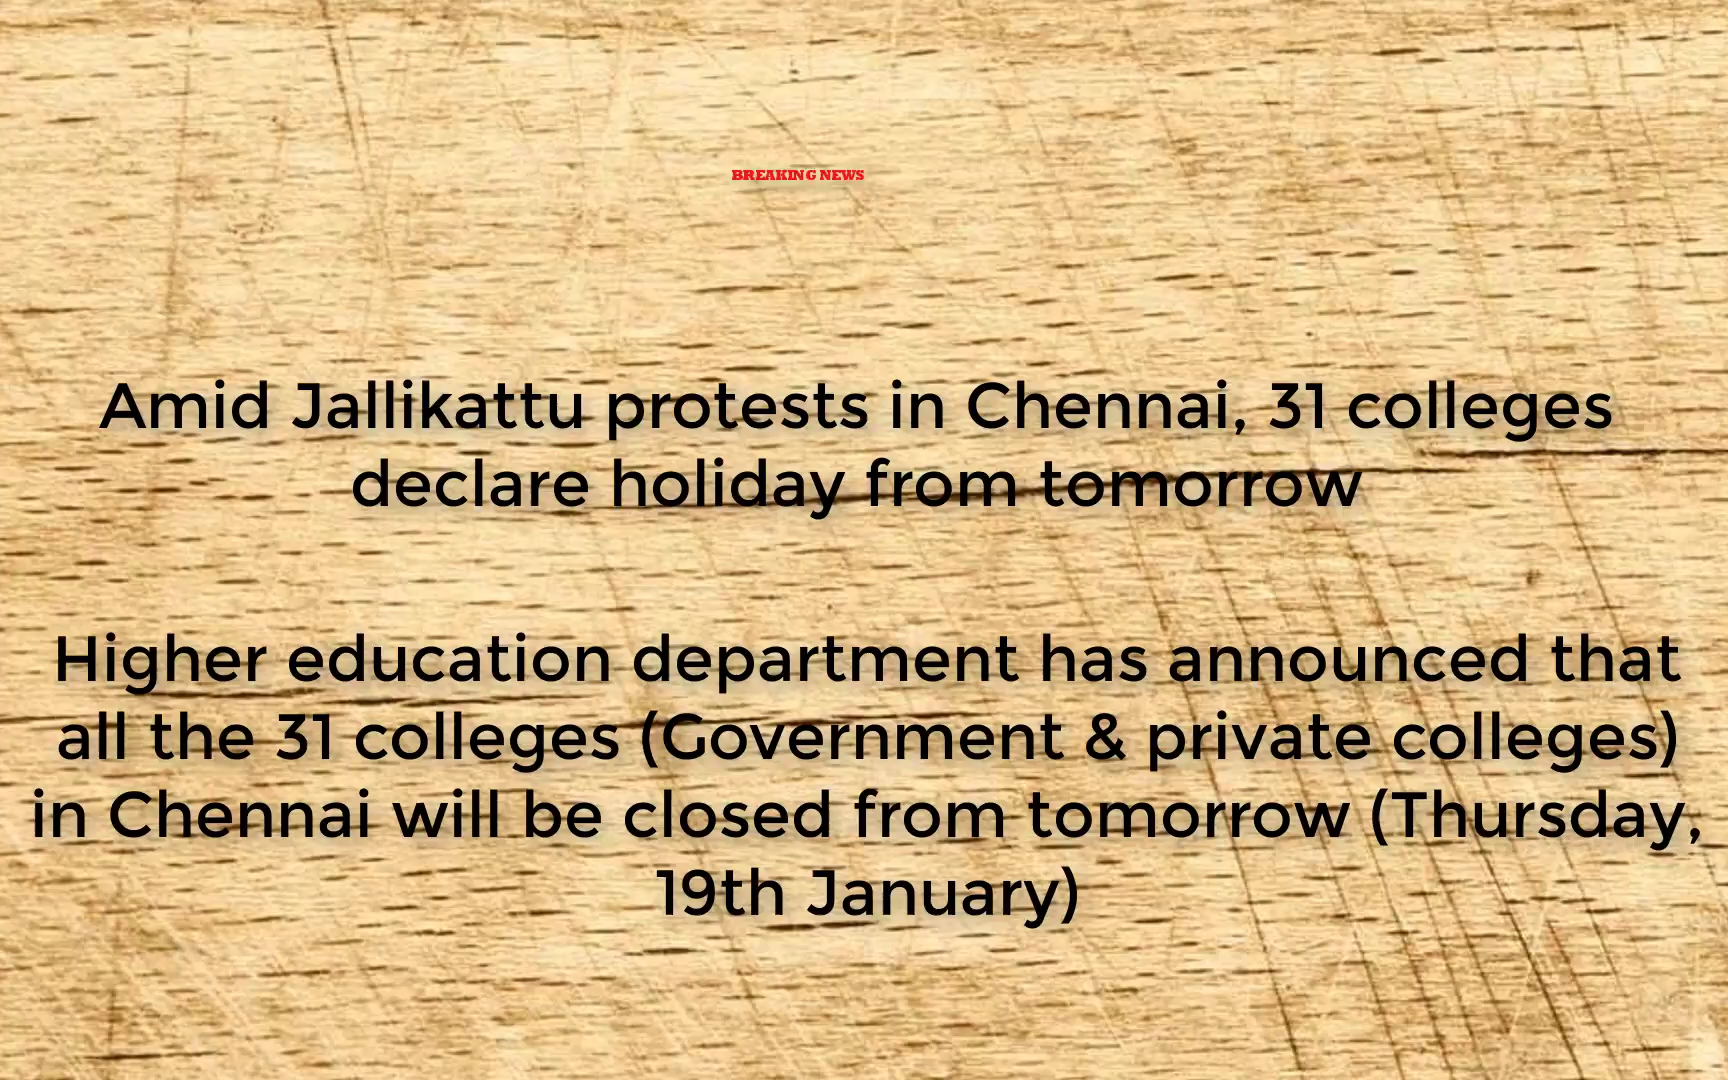 BREAKING NEWS
Amid Jallikattu protests in Chennai, 31 colleges
declare holiday from tomorrow
Higher education department has announced that
all the 31 colleges (Government & private colleges)
in Chennai will be closed from tomorrow (Thursday,
19th January)